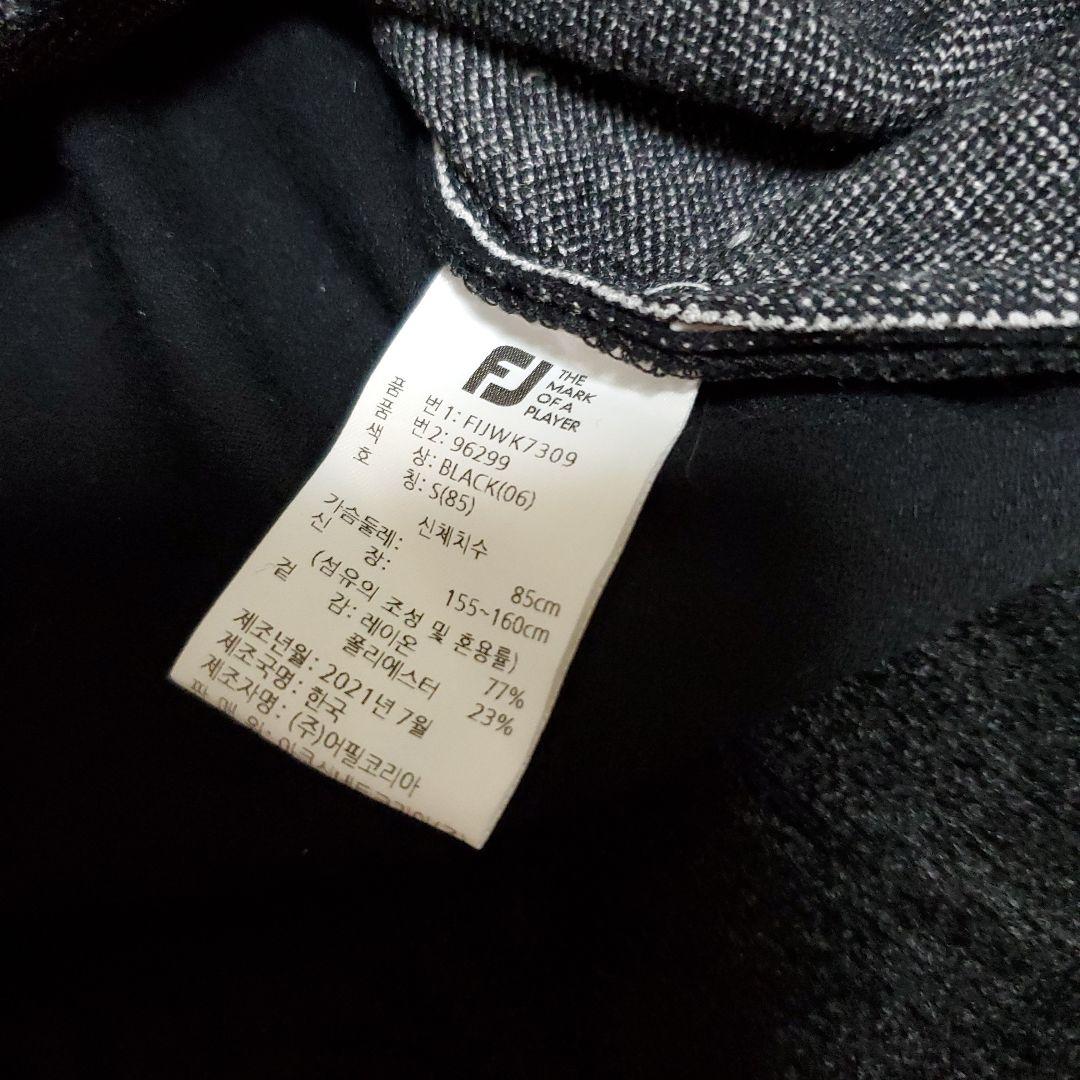 FJ THE
MARK
OF A
PLAYER
품 번1: FIJWK7309
품 번2: 96299
색 상: BLACK(06)
호 칭: S(85)
신체치수
가슴둘레: 85cm
신 장: 155~160cm
(섬유의 조성 및 혼용률)
겉 감: 레이온 77%
폴리에스터 23%
제조년월: 2021년 7월
제조국명: 한국
제조자명: (주)어필코리아